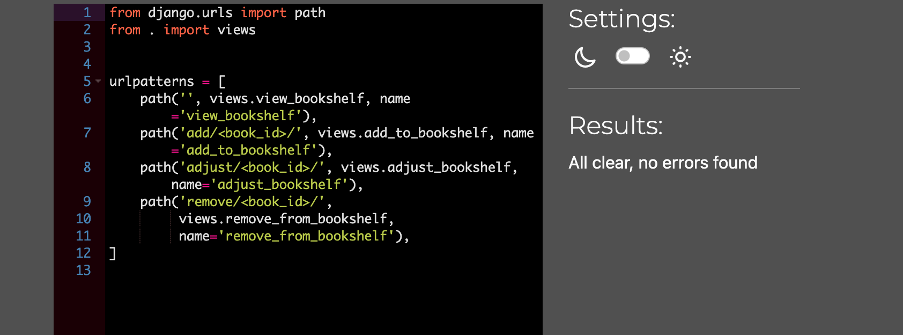 1 from django.urls import path
2 from . import views
3
4
5 urlpatterns = [
6 path('', views.view_bookshelf, name
='view_bookshelf'),
7 path('add/<book_id>/', views.add_to_bookshelf, name
='add_to_bookshelf'),
8 path('adjust/<book_id>/', views.adjust_bookshelf,
name='adjust_bookshelf'),
9 path('remove/<book_id>/',
10 views.remove_from_bookshelf,
11 name='remove_from_bookshelf'),
12 ]
13
Settings:
Results:
All clear, no errors found